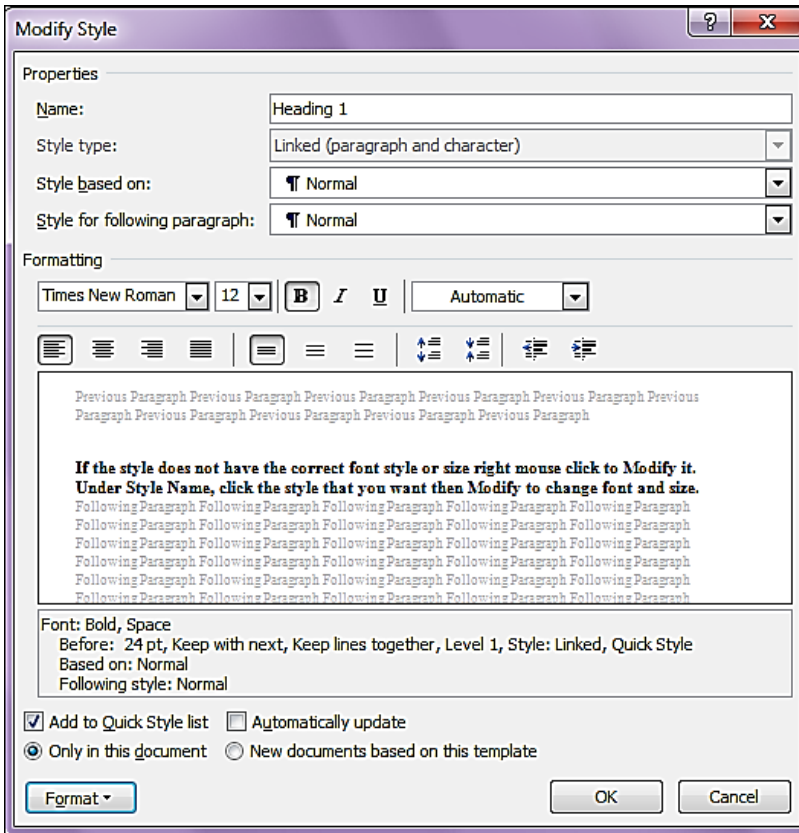 Modify Style
?
X
Properties
Name:
Heading 1
Style type:
Linked (paragraph and character)
Style based on:
¶ Normal
Style for following paragraph:
¶ Normal
Formatting
Times New Roman 12 B I U Automatic
Previous Paragraph Previous Paragraph Previous Paragraph Previous Paragraph Previous Paragraph Previous
Paragraph Previous Paragraph Previous Paragraph Previous Paragraph Previous Paragraph
If the style does not have the correct font style or size right mouse click to Modify it.
Under Style Name, click the style that you want then Modify to change font and size.
Following Paragraph Following Paragraph Following Paragraph Following Paragraph Following Paragraph
Following Paragraph Following Paragraph Following Paragraph Following Paragraph Following Paragraph
Following Paragraph Following Paragraph Following Paragraph Following Paragraph Following Paragraph
Following Paragraph Following Paragraph Following Paragraph Following Paragraph Following Paragraph
Following Paragraph Following Paragraph Following Paragraph Following Paragraph Following Paragraph
Following Paragraph Following Paragraph Following Paragraph Following Paragraph Following Paragraph
Font: Bold, Space
Before: 24 pt, Keep with next, Keep lines together, Level 1, Style: Linked, Quick Style
Based on: Normal
Following style: Normal
Add to Quick Style list Automatically update
Only in this document New documents based on this template
Format OK Cancel